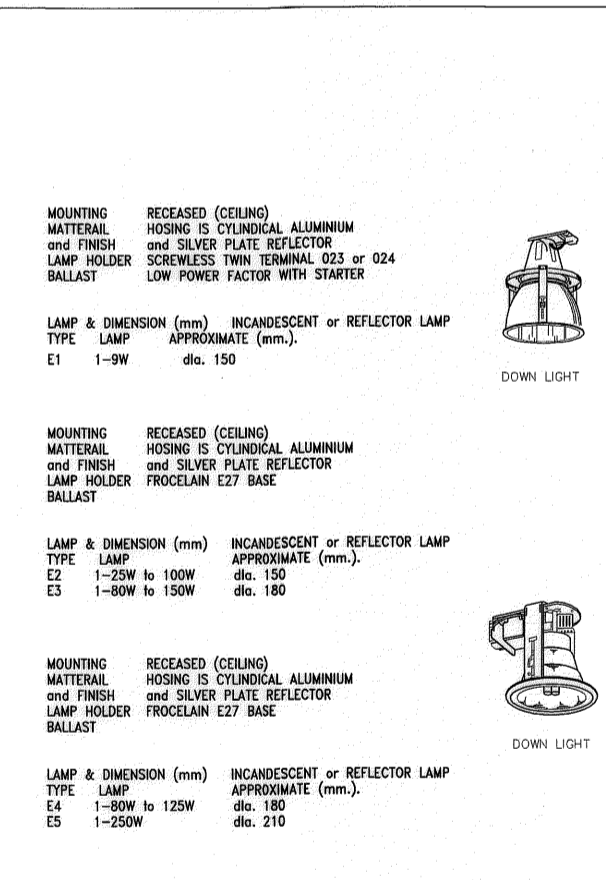 MOUNTING RECEASED (CEILING)
MATTERAIL HOSING IS CYLINDICAL ALUMINIUM
and FINISH and SILVER PLATE REFLECTOR
LAMP HOLDER SCREWLESS TWIN TERMINAL 023 or 024
BALLAST LOW POWER FACTOR WITH STARTER
LAMP & DIMENSION (mm) INCANDESCENT or REFLECTOR LAMP
TYPE LAMP APPROXIMATE (mm.).
E1 1-9W dia. 150
DOWN LIGHT
MOUNTING RECEASED (CEILING)
MATTERAIL HOSING IS CYLINDICAL ALUMINIUM
and FINISH and SILVER PLATE REFLECTOR
LAMP HOLDER FROCELAIN E27 BASE
BALLAST
LAMP & DIMENSION (mm) INCANDESCENT or REFLECTOR LAMP
TYPE LAMP APPROXIMATE (mm.).
E2 1-25W to 100W dia. 150
E3 1-80W to 150W dia. 180
MOUNTING RECEASED (CEILING)
MATTERAIL HOSING IS CYLINDICAL ALUMINIUM
and FINISH and SILVER PLATE REFLECTOR
LAMP HOLDER FROCELAIN E27 BASE
BALLAST
DOWN LIGHT
LAMP & DIMENSION (mm) INCANDESCENT or REFLECTOR LAMP
TYPE LAMP APPROXIMATE (mm.).
E4 1-80W to 125W dia. 180
E5 1-250W dia. 210